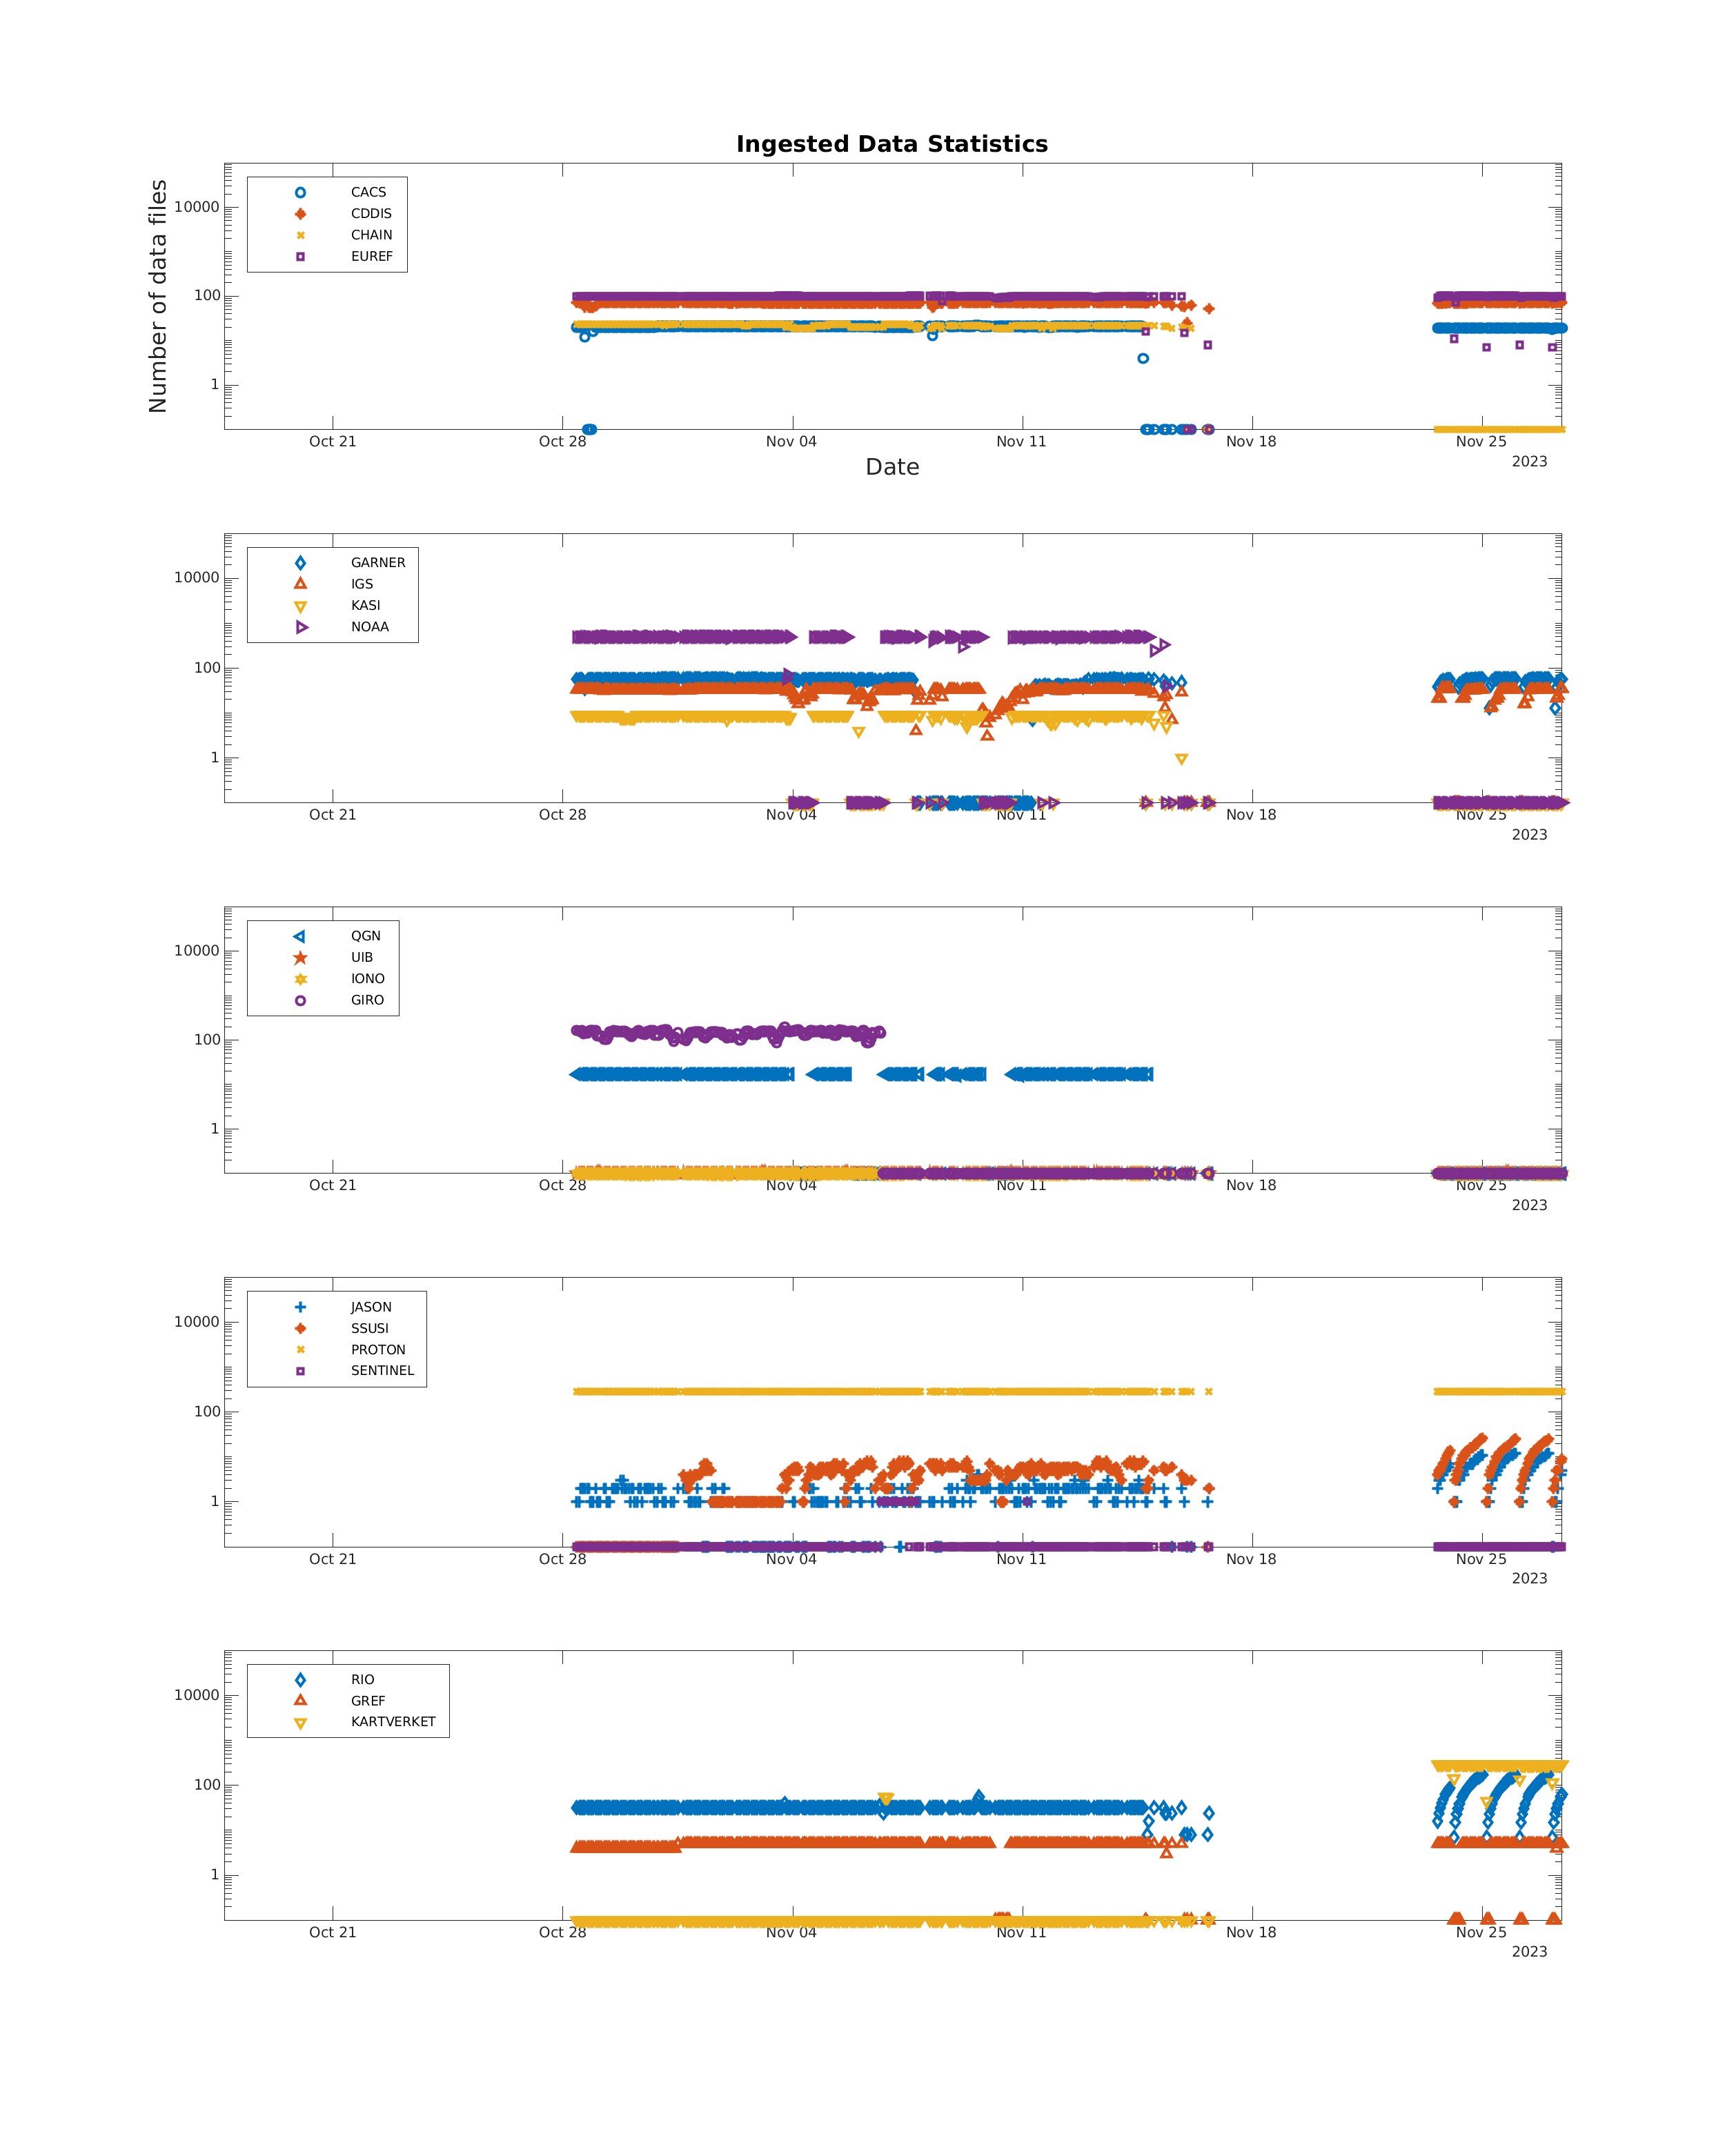 Ingested Data Statistics
Number of data files
10000
100
1
CACS
CDDIS
CHAIN
EUREF
Oct 21 Oct 28 Nov 04 Nov 11 Nov 18 Nov 25
2023
Date
10000
100
1
GARNER
IGS
KASI
NOAA
Oct 21 Oct 28 Nov 04 Nov 11 Nov 18 Nov 25
2023
10000
100
1
QGN
UIB
IONO
GIRO
Oct 21 Oct 28 Nov 04 Nov 11 Nov 18 Nov 25
2023
10000
100
1
JASON
SSUSI
PROTON
SENTINEL
Oct 21 Oct 28 Nov 04 Nov 11 Nov 18 Nov 25
2023
10000
100
1
RIO
GREF
KARTVERKET
Oct 21 Oct 28 Nov 04 Nov 11 Nov 18 Nov 25
2023